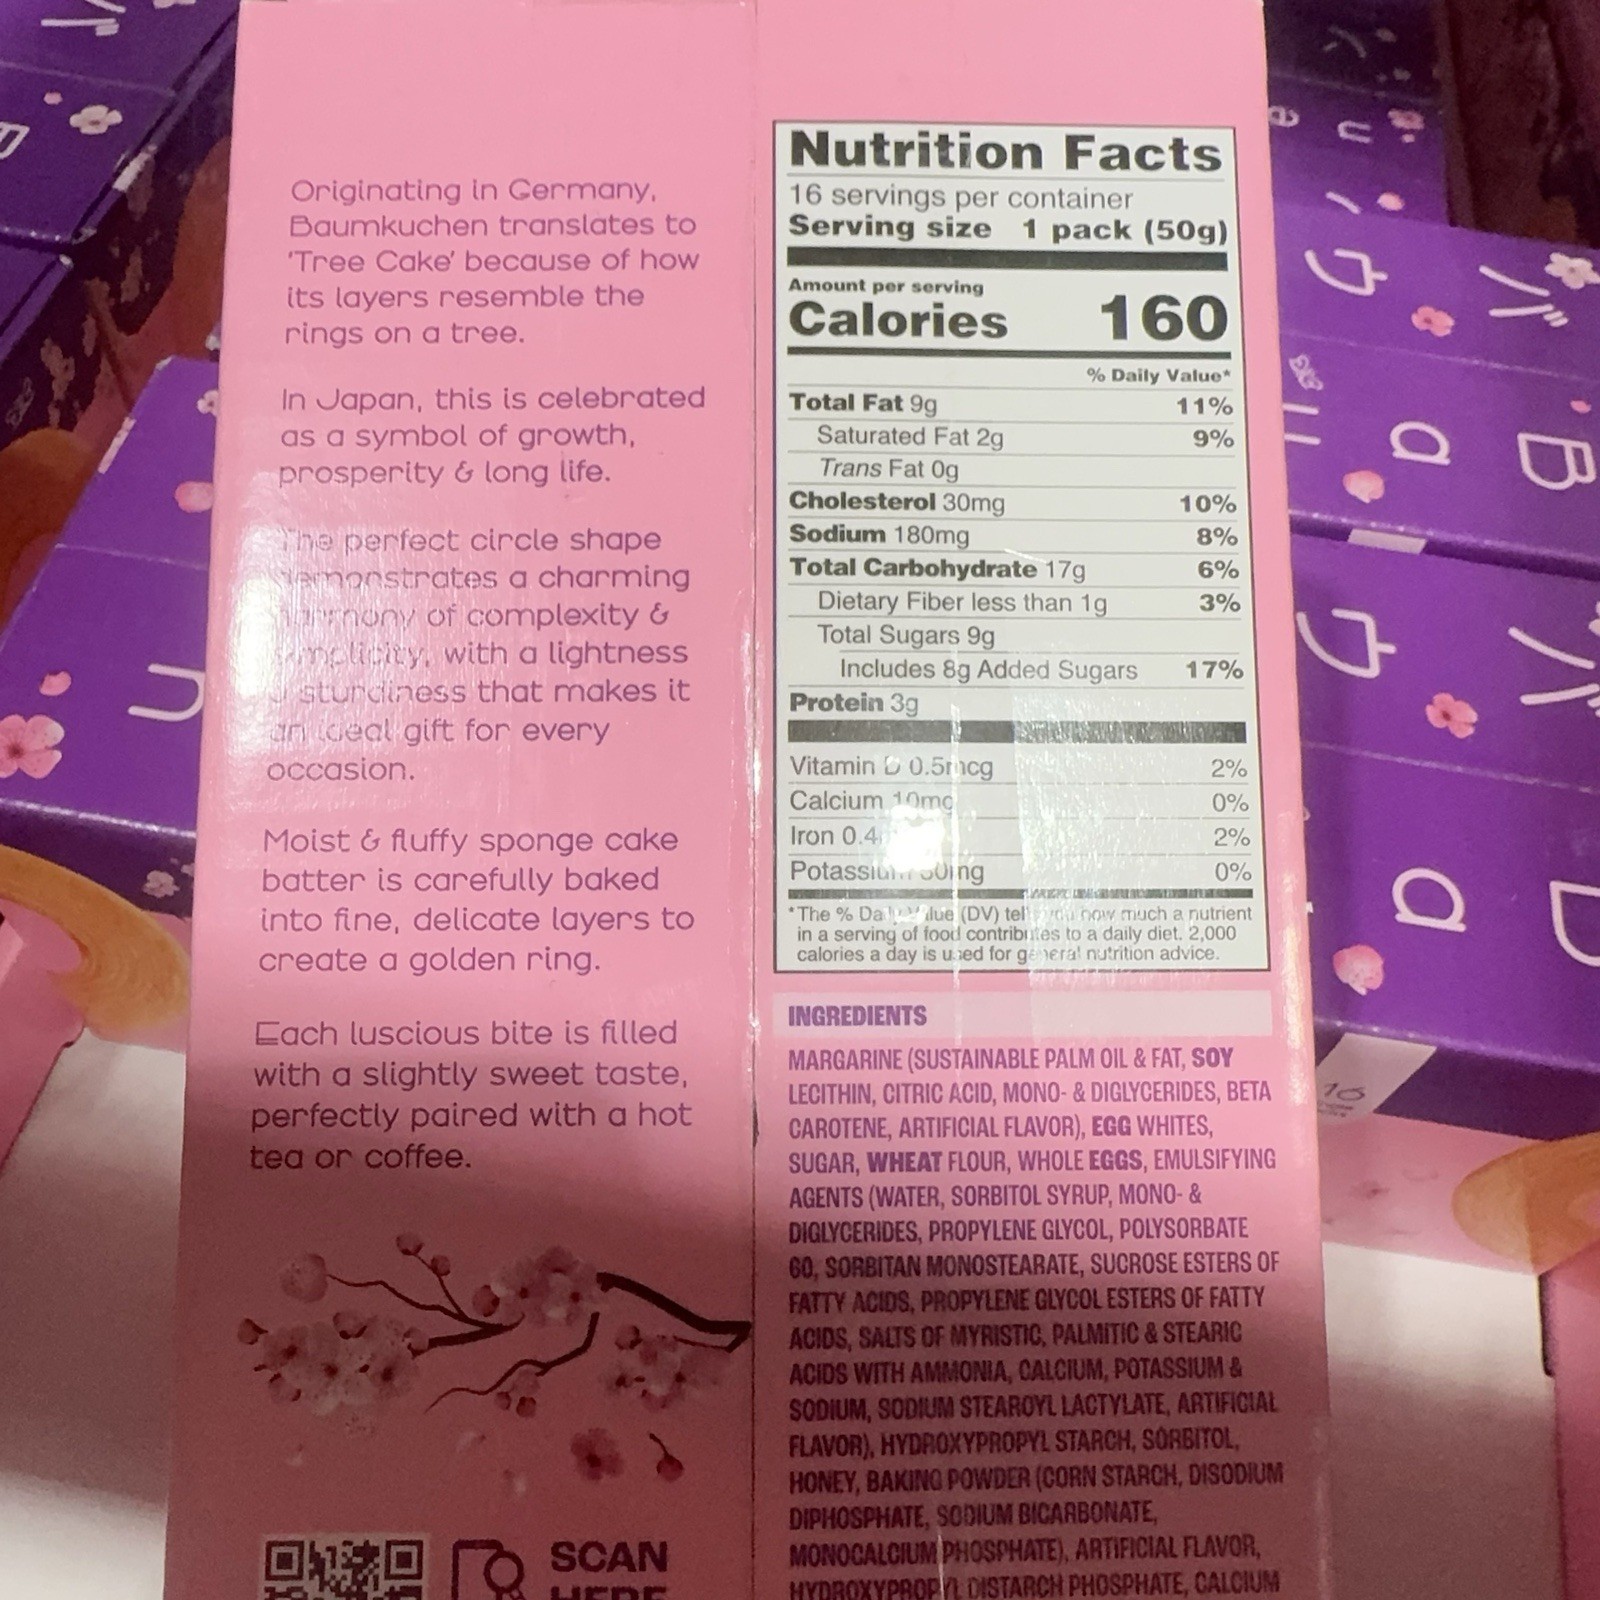 Originating in Germany,
Baumkuchen translates to
'Tree Cake' because of how
its layers resemble the
rings on a tree.
In Japan, this is celebrated
as a symbol of growth,
prosperity & long life.
The perfect circle shape
demonstrates a charming
harmony of complexity &
simplicity, with a lightness
& sturdiness that makes it
an ideal gift for every
occasion.
Moist & fluffy sponge cake
batter is carefully baked
into fine, delicate layers to
create a golden ring.
Each luscious bite is filled
with a slightly sweet taste,
perfectly paired with a hot
tea or coffee.
SCAN
HERE
Nutrition Facts
16 servings per container
Serving size 1 pack (50g)
Amount per serving
Calories 160
% Daily Value*
Total Fat 9g 11%
Saturated Fat 2g 9%
Trans Fat 0g
Cholesterol 30mg 10%
Sodium 180mg 8%
Total Carbohydrate 17g 6%
Dietary Fiber less than 1g 3%
Total Sugars 9g
Includes 8g Added Sugars 17%
Protein 3g
Vitamin D 0.5mcg 2%
Calcium 10mg 0%
Iron 2%
Potassium 0%
*The % Daily Value (DV) tells you how much a nutrient
in a serving of food contributes to a daily diet. 2,000
calories a day is used for general nutrition advice.
INGREDIENTS
MARGARINE (SUSTAINABLE PALM OIL & FAT, SOY
LECITHIN, CITRIC ACID, MONO- & DIGLYCERIDES, BETA
CAROTENE, ARTIFICIAL FLAVOR), EGG WHITES,
SUGAR, WHEAT FLOUR, WHOLE EGGS, EMULSIFYING
AGENTS (WATER, SORBITOL SYRUP, MONO- &
DIGLYCERIDES, PROPYLENE GLYCOL, POLYSORBATE
60, SORBITAN MONOSTEARATE, SUCROSE ESTERS OF
FATTY ACIDS, PROPYLENE GLYCOL ESTERS OF FATTY
ACIDS, SALTS OF MYRISTIC, PALMITIC & STEARIC
ACIDS WITH AMMONIA, CALCIUM, POTASSIUM &
SODIUM, SODIUM STEAROYL LACTYLATE, ARTIFICIAL
FLAVOR), HYDROXYPROPYL STARCH, SORBITOL,
HONEY, BAKING POWDER (CORN STARCH, DISODIUM
DIPHOSPHATE, SODIUM BICARBONATE,
MONOCALCIUM PHOSPHATE), ARTIFICIAL FLAVOR,
HYDROXYPROPYL DISTARCH PHOSPHATE, CALCIUM
バウ
B a
16